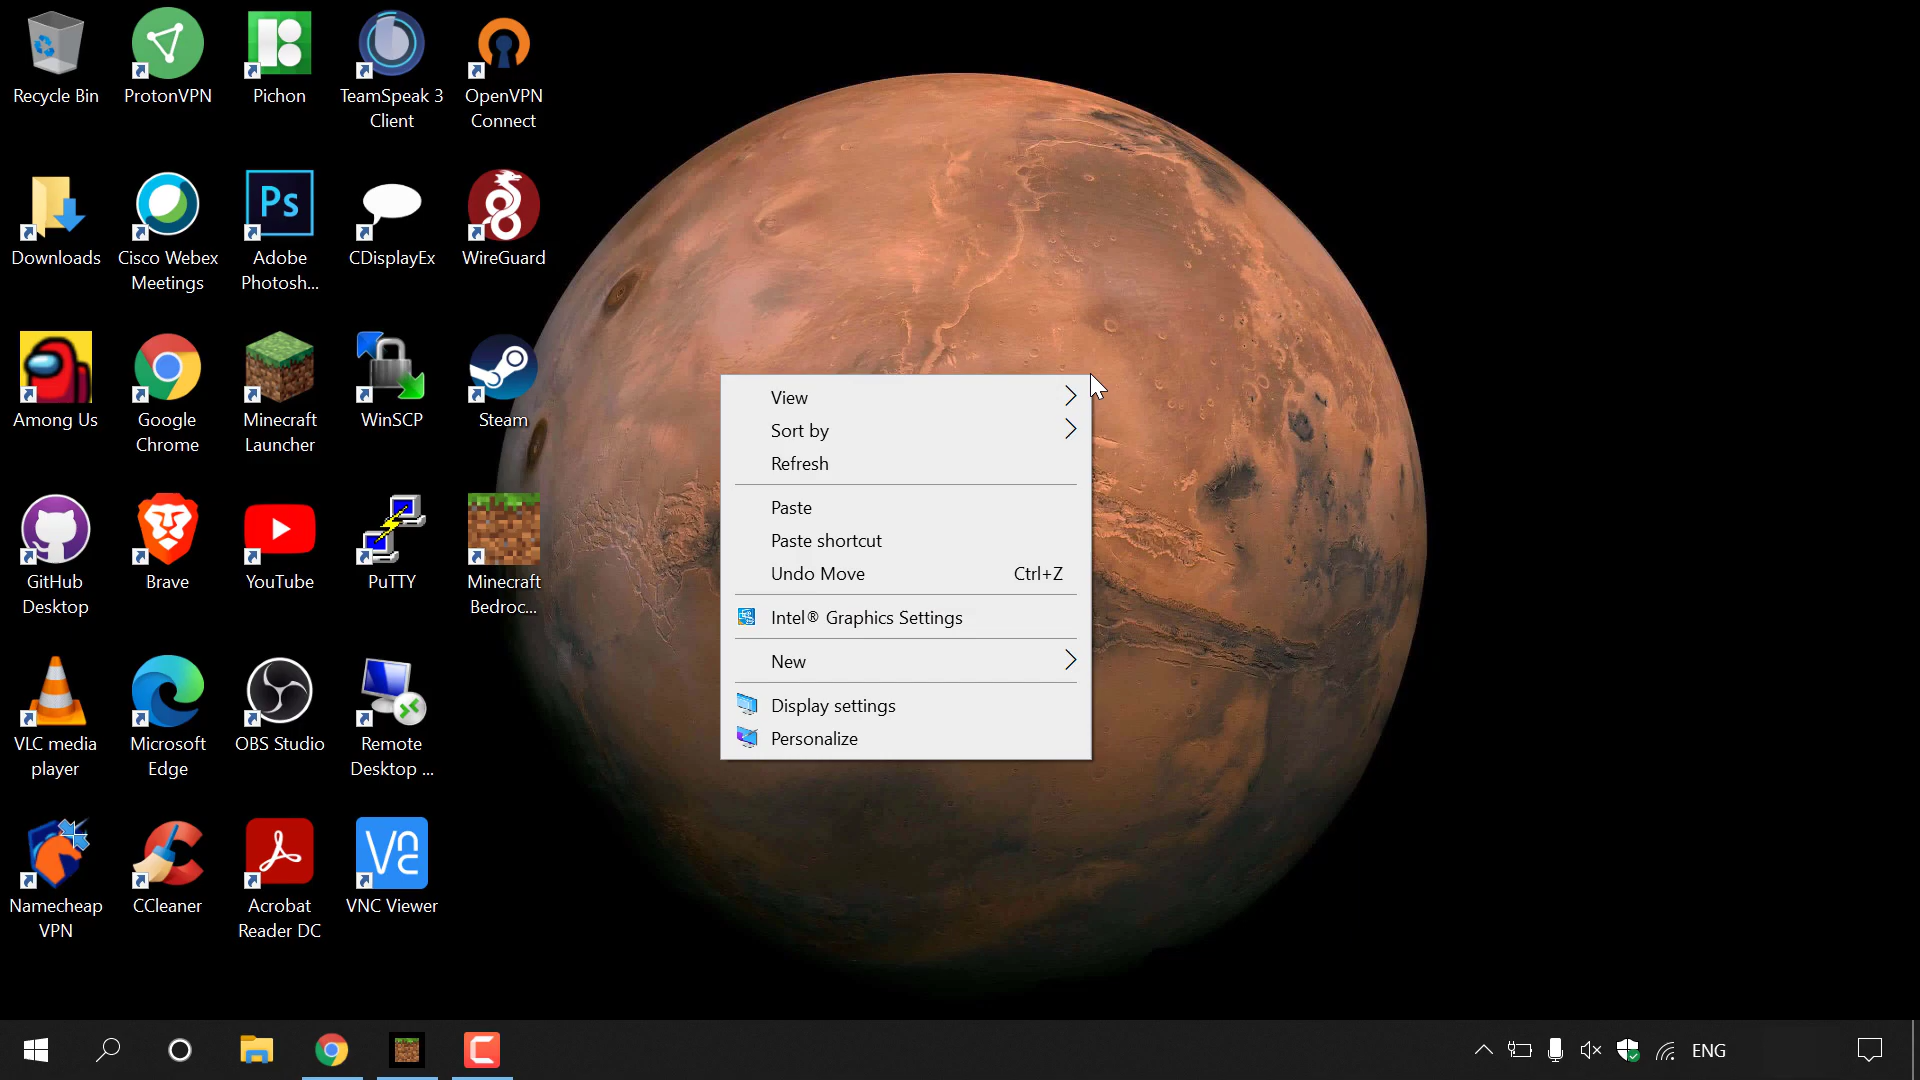 Recycle Bin
ProtonVPN
Pichon
TeamSpeak 3
Client
OpenVPN
Connect
Downloads
Cisco Webex
Meetings
Ps
Adobe
Photosh...
CDisplayEx
WireGuard
Among Us
Google
Chrome
Minecraft
Launcher
WinSCP
Steam
GitHub
Desktop
Brave
YouTube
PuTTY
Minecraft
Bedroc...
VLC media
player
Microsoft
Edge
OBS Studio
Remote
Desktop ...
Namecheap
VPN
CCleaner
Acrobat
Reader DC
VNC Viewer
View
Sort by
Refresh
Paste
Paste shortcut
Undo Move Ctrl+Z
Intel® Graphics Settings
New
Display settings
Personalize
ENG